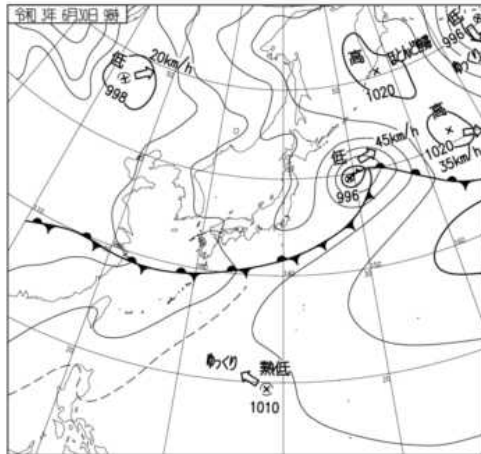 令和 3年 6月30日 9時
低
996
ゆっくり
低
20km/h
998
高
ほとんど停滞
1020
高
1020
35km/h
低
45km/h
996
ゆっくり
熱低
1010